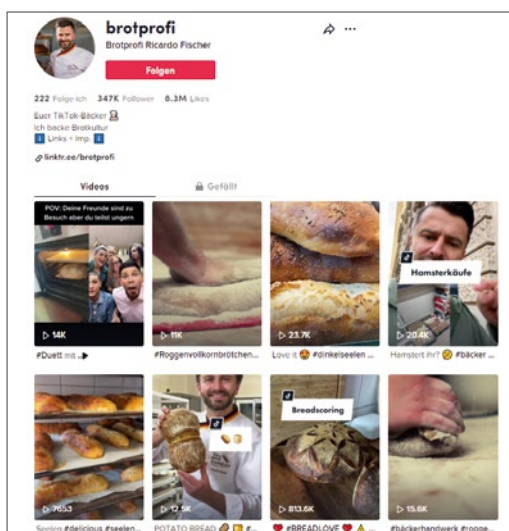 brotprofi
Brotprofi Ricardo Fischer
Folgen
222 Folge ich 347K Follower 8.3M Likes
Euer TikTok-Bäcker
Ich backe Brotkultur
Links + Imp.
linktr.ee/brotprofi
Videos Gefällt
POV: Deine Freunde sind zu
Besuch aber du teilst ungern
Hamsterkäufe
14K 11K 23.7K 20.4K
#Duett mit #Roggenvollkornbrötchen... Love it #dinkelseelen ... Hamstert ihr? #bäcker ...
Breadscoring
7653 12.5K 813.6K 15.6K
Seelen #delicious #seelen... POTATO BREAD #... #BREADLOVE ... #bäckerhandwerk #rogge...